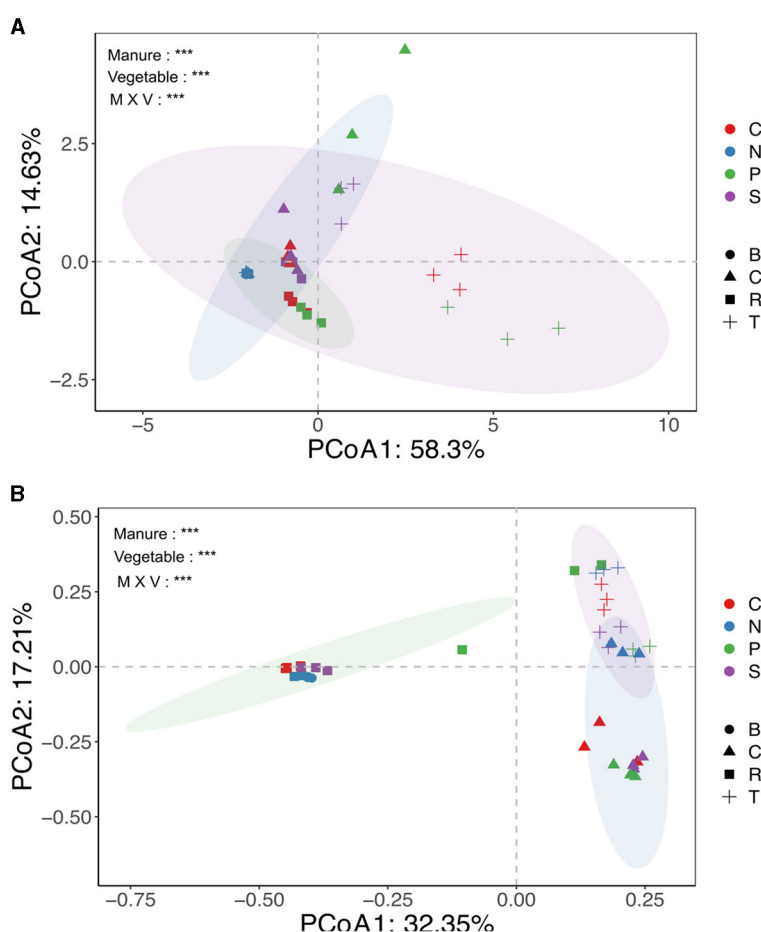 A
Manure : ***
Vegetable : ***
M X V : ***
2.5
0.0
−2.5
PCoA2: 14.63%
−5
0
5
10
PCoA1: 58.3%
C
N
P
S
B
C
R
T
B
Manure : ***
Vegetable : ***
M X V : ***
0.50
0.25
0.00
−0.25
−0.50
PCoA2: 17.21%
−0.75
−0.50
−0.25
0.00
0.25
PCoA1: 32.35%
C
N
P
S
B
C
R
T